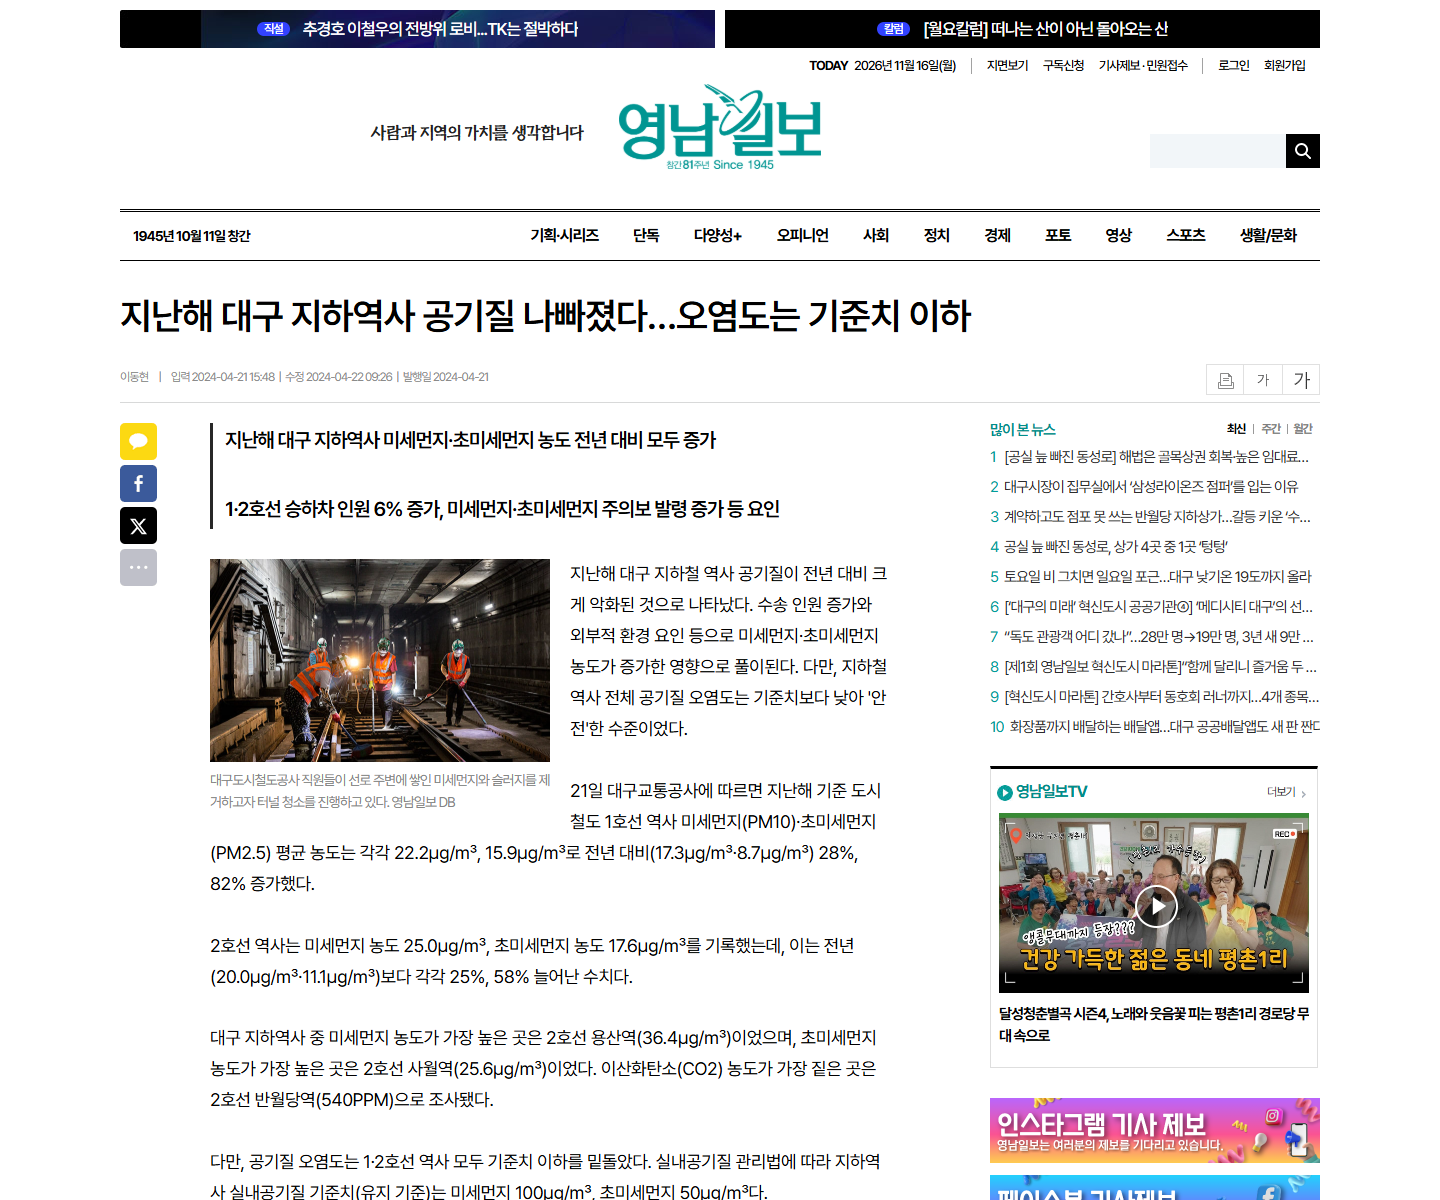 직설 추경호 이철우의 전방위 로비...TK는 절박하다
칼럼 [월요칼럼] 떠나는 산이 아닌 돌아오는 산
TODAY 2026년 11월 16일(월) 지면보기 구독신청 기사제보·민원접수 로그인 회원가입
사람과 지역의 가치를 생각합니다
영남일보
창간81주년 Since 1945
1945년 10월 11일 창간
기획·시리즈 단독 다양성+ 오피니언 사회 정치 경제 포토 영상 스포츠 생활/문화
지난해 대구 지하역사 공기질 나빠졌다…오염도는 기준치 이하
이동현 | 입력 2024-04-21 15:48 | 수정 2024-04-22 09:26 | 발행일 2024-04-21
가 가
지난해 대구 지하역사 미세먼지·초미세먼지 농도 전년 대비 모두 증가
1·2호선 승하차 인원 6% 증가, 미세먼지·초미세먼지 주의보 발령 증가 등 요인
대구도시철도공사 직원들이 선로 주변에 쌓인 미세먼지와 슬러지를 제
거하고자 터널 청소를 진행하고 있다. 영남일보 DB
지난해 대구 지하철 역사 공기질이 전년 대비 크
게 악화된 것으로 나타났다. 수송 인원 증가와
외부적 환경 요인 등으로 미세먼지·초미세먼지
농도가 증가한 영향으로 풀이된다. 다만, 지하철
역사 전체 공기질 오염도는 기준치보다 낮아 '안
전'한 수준이었다.
21일 대구교통공사에 따르면 지난해 기준 도시
철도 1호선 역사 미세먼지(PM10)·초미세먼지
(PM2.5) 평균 농도는 각각 22.2㎍/㎥, 15.9㎍/㎥로 전년 대비(17.3㎍/㎥·8.7㎍/㎥) 28%,
82% 증가했다.
2호선 역사는 미세먼지 농도 25.0㎍/㎥, 초미세먼지 농도 17.6㎍/㎥를 기록했는데, 이는 전년
(20.0㎍/㎥·11.1㎍/㎥)보다 각각 25%, 58% 늘어난 수치다.
대구 지하역사 중 미세먼지 농도가 가장 높은 곳은 2호선 용산역(36.4㎍/㎥)이었으며, 초미세먼지
농도가 가장 높은 곳은 2호선 사월역(25.6㎍/㎥)이었다. 이산화탄소(CO2) 농도가 가장 짙은 곳은
2호선 반월당역(540PPM)으로 조사됐다.
다만, 공기질 오염도는 1·2호선 역사 모두 기준치 이하를 밑돌았다. 실내공기질 관리법에 따라 지하역
사 실내공기질 기준치(유지 기준)는 미세먼지 100㎍/㎥, 초미세먼지 50㎍/㎥다.
많이 본 뉴스 최신 | 주간 | 월간
1 [공실 늪 빠진 동성로] 해법은 골목상권 회복·높은 임대료…
2 대구시장이 집무실에서 '삼성라이온즈 점퍼'를 입는 이유
3 계약하고도 점포 못 쓰는 반월당 지하상가…갈등 키운 '수…
4 공실 늪 빠진 동성로, 상가 4곳 중 1곳 '텅텅'
5 토요일 비 그치면 일요일 포근…대구 낮기온 19도까지 올라
6 ['대구의 미래' 혁신도시 공공기관④] '메디시티 대구'의 선…
7 "독도 관광객 어디 갔나"…28만 명→19만 명, 3년 새 9만 …
8 [제1회 영남일보 혁신도시 마라톤]"함께 달리니 즐거움 두 …
9 [혁신도시 마라톤] 간호사부터 동호회 러너까지…4개 종목…
10 화장품까지 배달하는 배달앱…대구 공공배달앱도 새 판 짠다
영남일보TV 더보기
REC
앵콜무대까지 등장???
건강 가득한 젊은 동네 평촌1리
달성청춘별곡 시즌4, 노래와 웃음꽃 피는 평촌1리 경로당 무
대 속으로
인스타그램 기사 제보
영남일보는 여러분의 제보를 기다리고 있습니다.
페이스북 기사제보